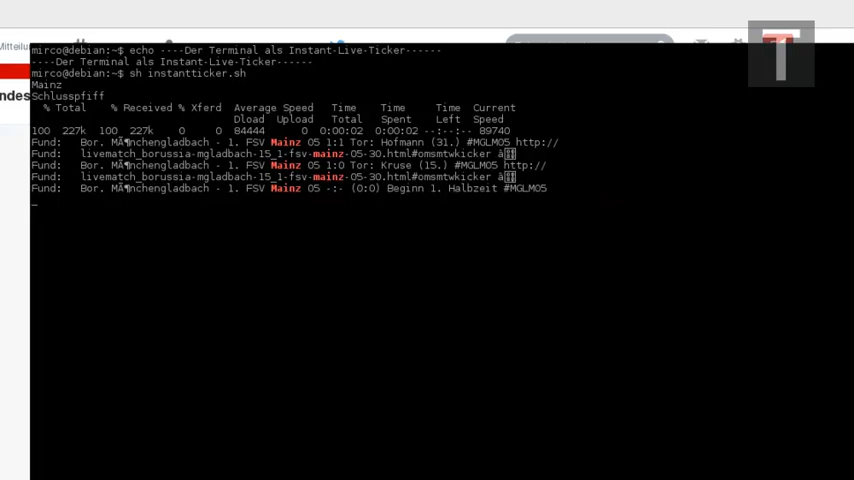 Mitteilu
ndes
mirco@debian:~$ echo ----Der Terminal als Instant-Live-Ticker------
----Der Terminal als Instant-Live-Ticker------
mirco@debian:~$ sh instantticker.sh
Mainz
Schlusspfiff
% Total % Received % Xferd Average Speed Time Time Time Current
Dload Upload Total Spent Left Speed
100 227k 100 227k 0 0 84444 0 0:00:02 0:00:02 --:--:-- 89740
Fund: Bor. MÃ¶nchengladbach - 1. FSV Mainz 05 1:1 Tor: Hofmann (31.) #MGLM05 http://
Fund: livematch_borussia-mgladbach-15_1-fsv-mainz-05-30.html#omsmtwkicker â
Fund: Bor. MÃ¶nchengladbach - 1. FSV Mainz 05 1:0 Tor: Kruse (15.) #MGLM05 http://
Fund: livematch_borussia-mgladbach-15_1-fsv-mainz-05-30.html#omsmtwkicker â
Fund: Bor. MÃ¶nchengladbach - 1. FSV Mainz 05 -:- (0:0) Beginn 1. Halbzeit #MGLM05